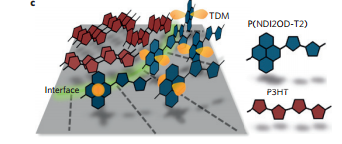 c
TDM
P(NDI2OD-T2)
Interface
P3HT